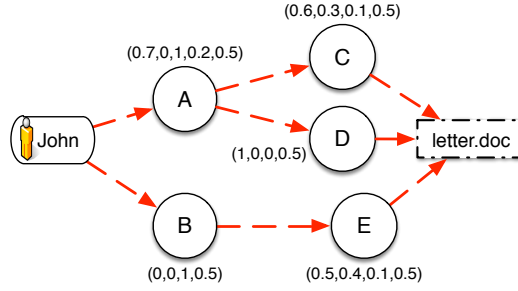 (0.6,0.3,0.1,0.5)
(0.7,0,1,0.2,0.5)
C
A
John
D
letter.doc
(1,0,0,0.5)
B
E
(0,0,1,0.5)
(0.5,0.4,0.1,0.5)